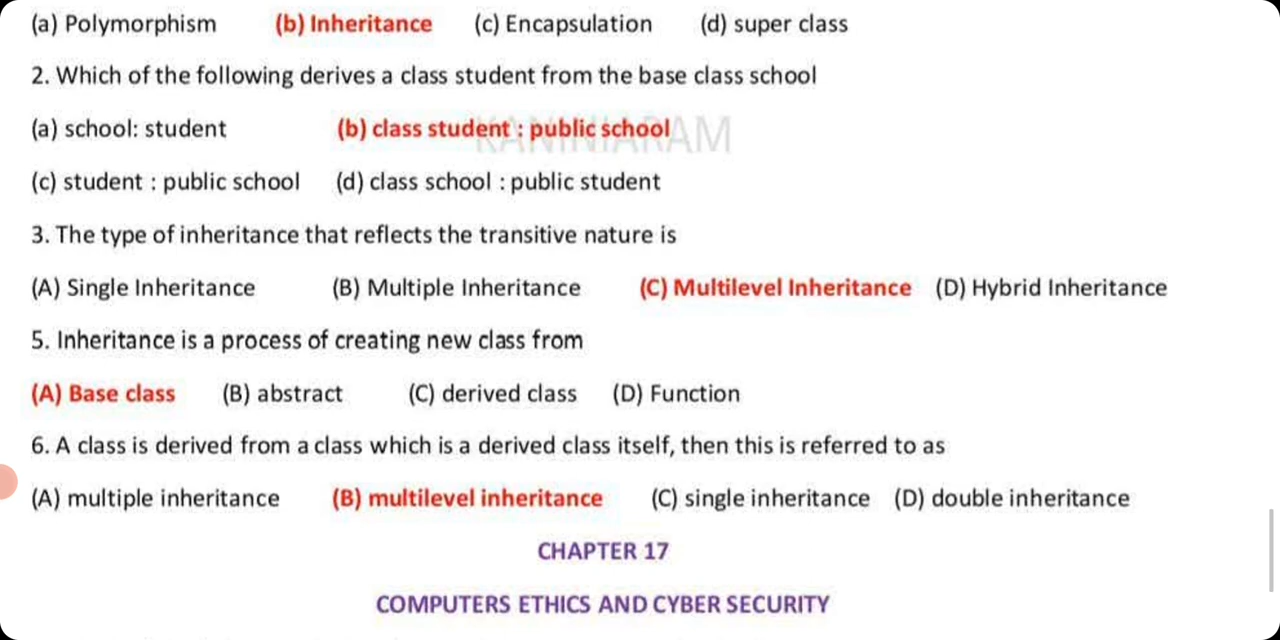 (a) Polymorphism (b) Inheritance (c) Encapsulation (d) super class
2. Which of the following derives a class student from the base class school
(a) school: student (b) class student : public school
KANINIARAM
(c) student : public school (d) class school : public student
3. The type of inheritance that reflects the transitive nature is
(A) Single Inheritance (B) Multiple Inheritance (C) Multilevel Inheritance (D) Hybrid Inheritance
5. Inheritance is a process of creating new class from
(A) Base class (B) abstract (C) derived class (D) Function
6. A class is derived from a class which is a derived class itself, then this is referred to as
(A) multiple inheritance (B) multilevel inheritance (C) single inheritance (D) double inheritance
CHAPTER 17
COMPUTERS ETHICS AND CYBER SECURITY